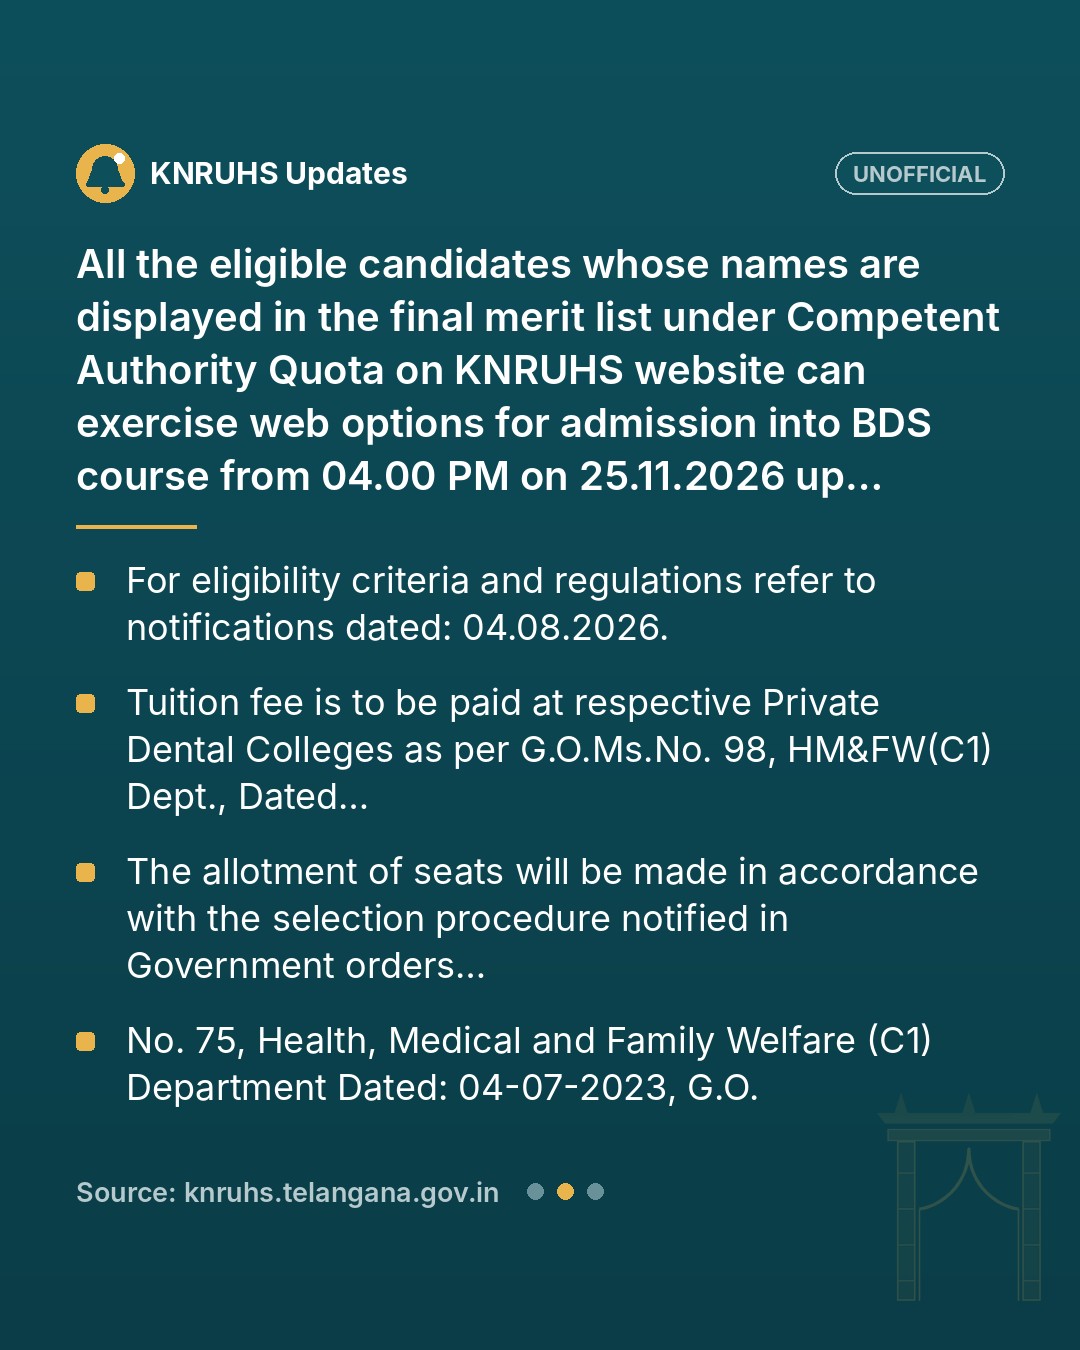 KNRUHS Updates
UNOFFICIAL
All the eligible candidates whose names are
displayed in the final merit list under Competent
Authority Quota on KNRUHS website can
exercise web options for admission into BDS
course from 04.00 PM on 25.11.2026 up...
For eligibility criteria and regulations refer to
notifications dated: 04.08.2026.
Tuition fee is to be paid at respective Private
Dental Colleges as per G.O.Ms.No. 98, HM&FW(C1)
Dept., Dated...
The allotment of seats will be made in accordance
with the selection procedure notified in
Government orders...
No. 75, Health, Medical and Family Welfare (C1)
Department Dated: 04-07-2023, G.O.
Source: knruhs.telangana.gov.in